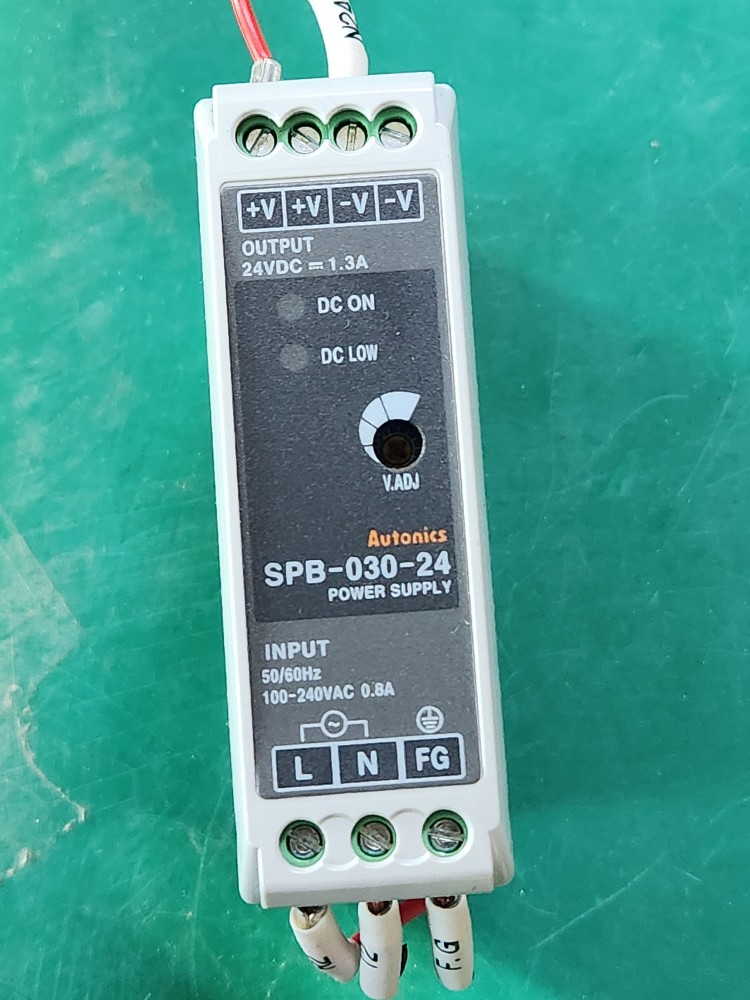 +V +V -V -V
OUTPUT
24VDC ⎓ 1.3A
DC ON
DC LOW
V.ADJ
Autonics
SPB-030-24
POWER SUPPLY
INPUT
50/60Hz
100-240VAC 0.6A
L N FG
F.G